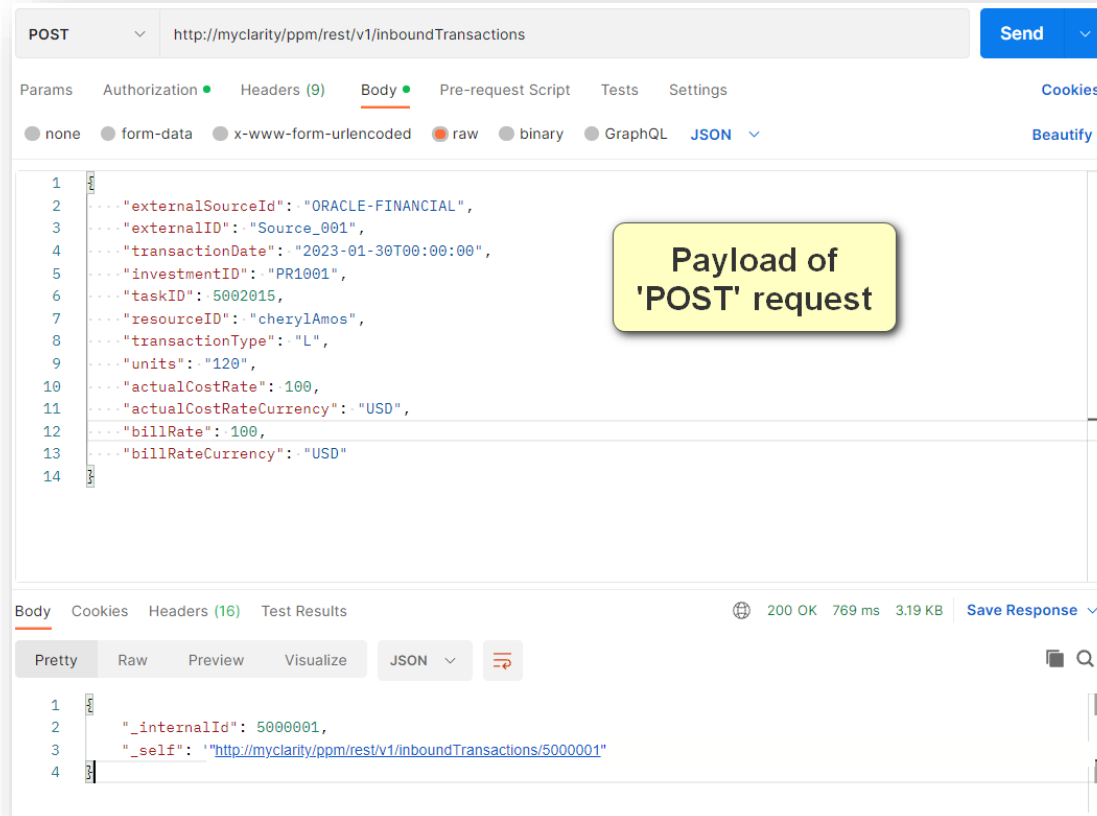 POST http://myclarity/ppm/rest/v1/inboundTransactions Send
Params Authorization Headers (9) Body Pre-request Script Tests Settings Cookies
none form-data x-www-form-urlencoded raw binary GraphQL JSON Beautify
1 {
2 "externalSourceId": "ORACLE-FINANCIAL",
3 "externalID": "Source_001",
4 "transactionDate": "2023-01-30T00:00:00",
5 "investmentID": "PR1001",
6 "taskID": 5002015,
7 "resourceID": "cherylAmos",
8 "transactionType": "L",
9 "units": "120",
10 "actualCostRate": 100,
11 "actualCostRateCurrency": "USD",
12 "billRate": 100,
13 "billRateCurrency": "USD"
14 }
Payload of
'POST' request
Body Cookies Headers (16) Test Results 200 OK 769 ms 3.19 KB Save Response
Pretty Raw Preview Visualize JSON
1 {
2 "_internalId": 5000001,
3 "_self": '"http://myclarity/ppm/rest/v1/inboundTransactions/5000001"
4 }